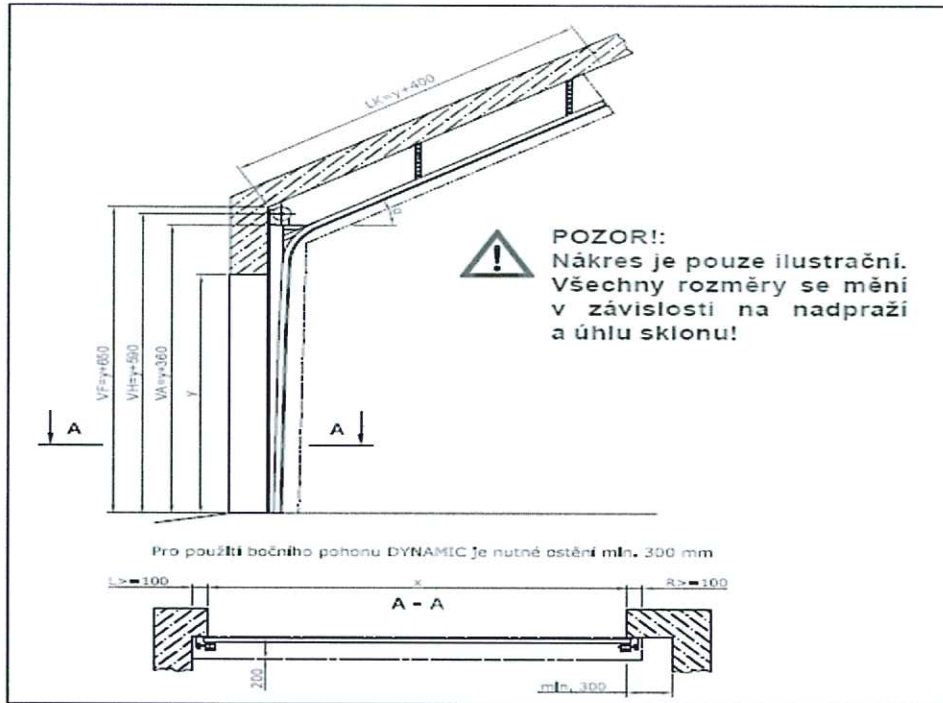 LK=y+400
α
VF=y+650
VH=y+590
VA=y+360
y
POZOR!:
Nákres je pouze ilustrační.
Všechny rozměry se mění
v závislosti na nadpraží
a úhlu sklonu!
A
A
Pro použití bočního pohonu DYNAMIC je nutné ostění min. 300 mm
L>=100
x
R>=100
A - A
200
min. 300